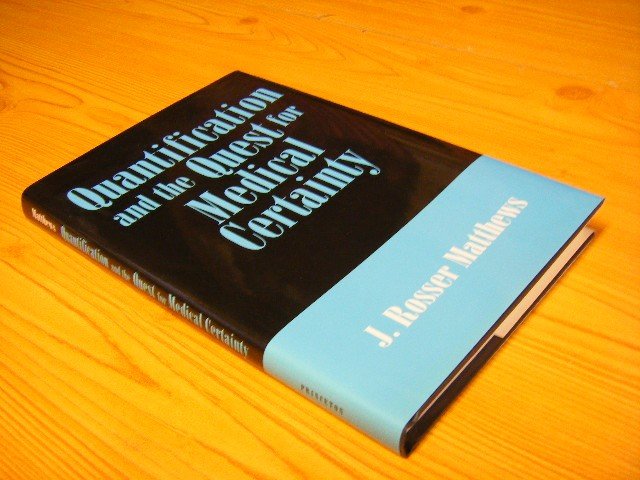 Quantification
and the Quest for
Medical
Certainty
J. Rosser Matthews
Matthews Quantification and the Quest for Medical Certainty PRINCETON